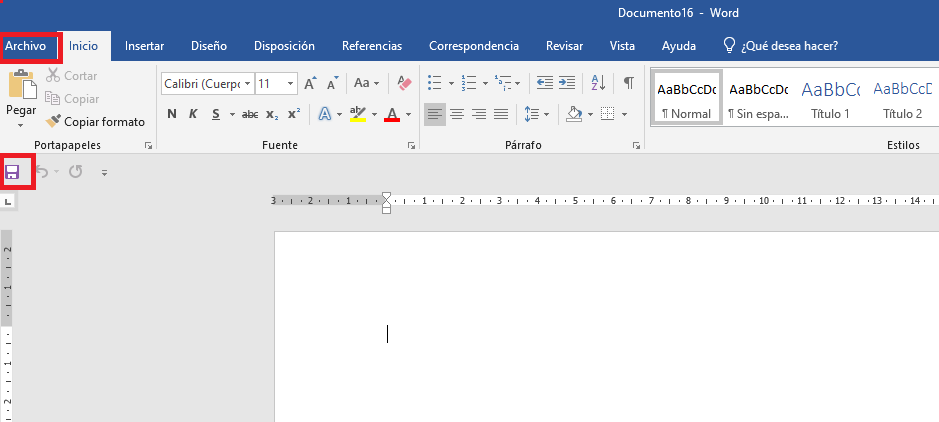 Documento16 - Word
Archivo Inicio Insertar Diseño Disposición Referencias Correspondencia Revisar Vista Ayuda ¿Qué desea hacer?
Cortar
Copiar
Copiar formato
Pegar
Portapapeles
Calibri (Cuerpo 11 Aa
N K S abc x₂ x² A ab A
Fuente
Párrafo
AaBbCcDc AaBbCcDc AaBbCc AaBbCcD
¶ Normal ¶ Sin espa... Título 1 Título 2
Estilos
3 2 1 1 2 3 4 5 6 7 8 9 10 11 12 13 14
2
1
1
2